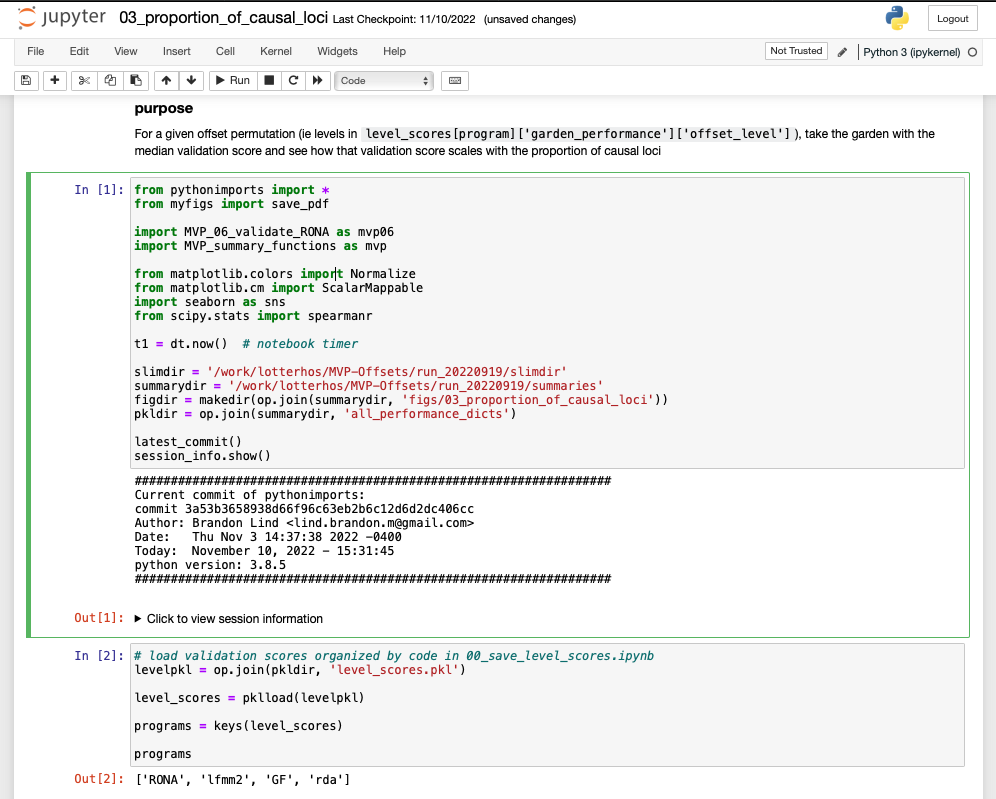 jupyter 03_proportion_of_causal_loci Last Checkpoint: 11/10/2022 (unsaved changes) Logout
File Edit View Insert Cell Kernel Widgets Help Not Trusted Python 3 (ipykernel)
Run Code
purpose
For a given offset permutation (ie levels in level_scores[program]['garden_performance']['offset_level'] ), take the garden with the
median validation score and see how that validation score scales with the proportion of causal loci
In [1]: from pythonimports import *
from myfigs import save_pdf
import MVP_06_validate_RONA as mvp06
import MVP_summary_functions as mvp
from matplotlib.colors import Normalize
from matplotlib.cm import ScalarMappable
import seaborn as sns
from scipy.stats import spearmanr
t1 = dt.now() # notebook timer
slimdir = '/work/lotterhos/MVP-Offsets/run_20220919/slimdir'
summarydir = '/work/lotterhos/MVP-Offsets/run_20220919/summaries'
figdir = makedir(op.join(summarydir, 'figs/03_proportion_of_causal_loci'))
pkldir = op.join(summarydir, 'all_performance_dicts')
latest_commit()
session_info.show()
##################################################################
Current commit of pythonimports:
commit 3a53b3658938d66f96c63eb2b6c12d6d2dc406cc
Author: Brandon Lind <lind.brandon.m@gmail.com>
Date:   Thu Nov 3 14:37:38 2022 -0400
Today:  November 10, 2022 - 15:31:45
python version: 3.8.5
##################################################################
Out[1]: ▶ Click to view session information
In [2]: # load validation scores organized by code in 00_save_level_scores.ipynb
levelpkl = op.join(pkldir, 'level_scores.pkl')
level_scores = pklload(levelpkl)
programs = keys(level_scores)
programs
Out[2]: ['RONA', 'lfmm2', 'GF', 'rda']